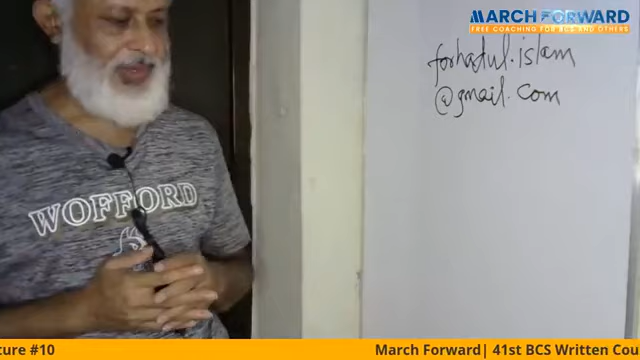 MARCH FORWARD
FREE COACHING FOR BCS AND OTHERS
forhadul.islam
@gmail.com
WOFFORD
ture #10
March Forward| 41st BCS Written Cou